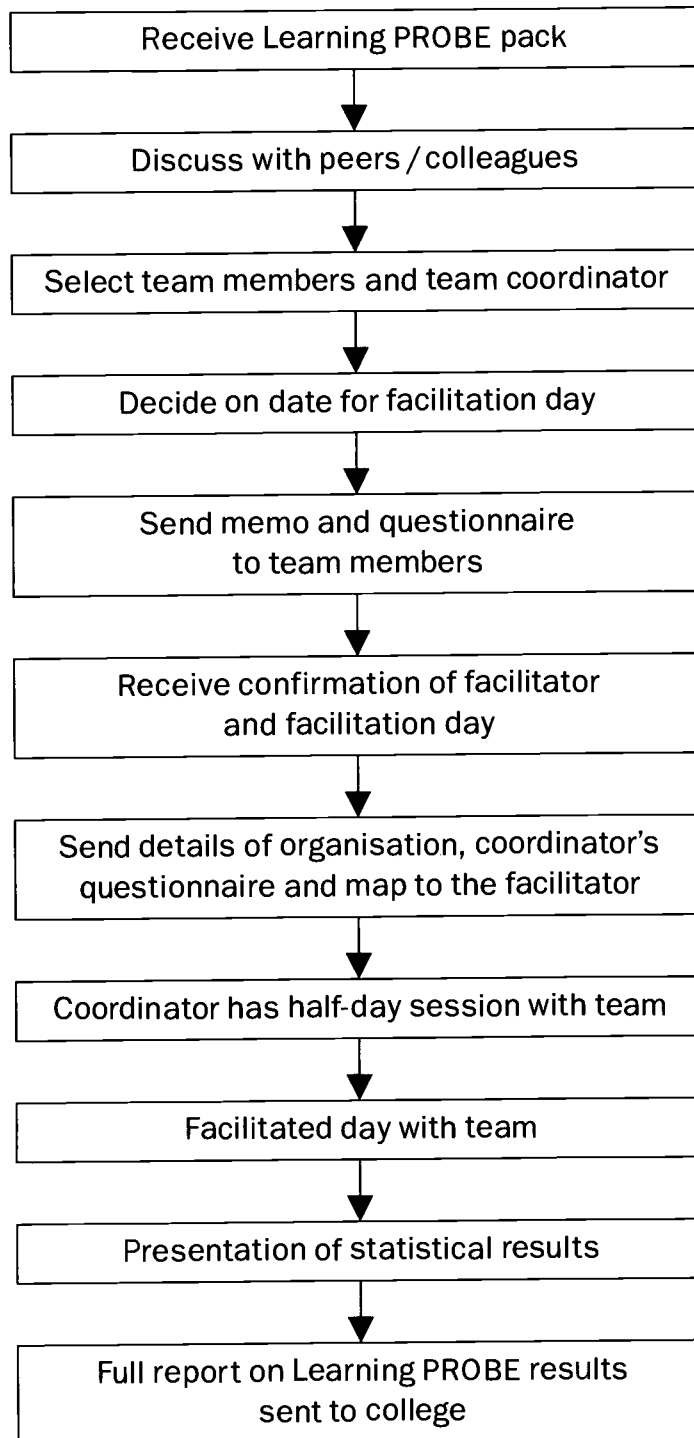 Receive Learning PROBE pack
Discuss with peers / colleagues
Select team members and team coordinator
Decide on date for facilitation day
Send memo and questionnaire
to team members
Receive confirmation of facilitator
and facilitation day
Send details of organisation, coordinator’s
questionnaire and map to the facilitator
Coordinator has half-day session with team
Facilitated day with team
Presentation of statistical results
Full report on Learning PROBE results
sent to college